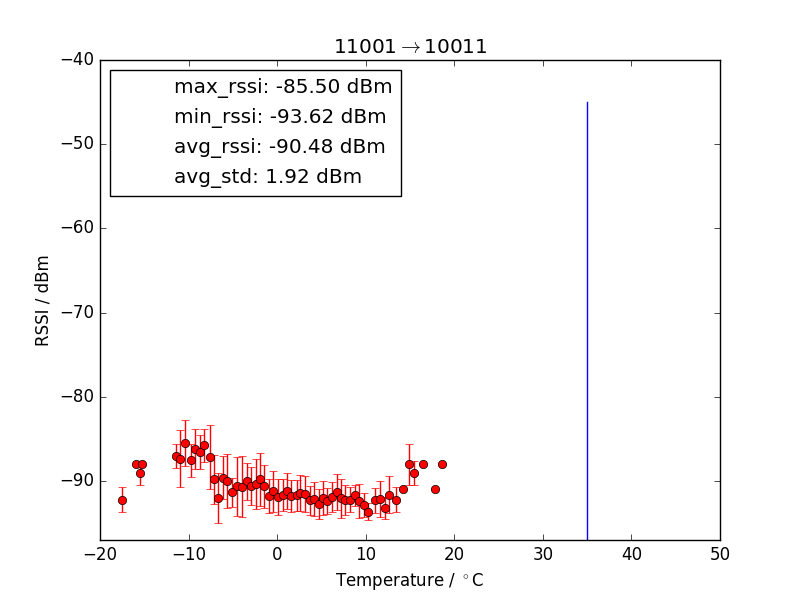 11001→10011
max_rssi: -85.50 dBm
min_rssi: -93.62 dBm
avg_rssi: -90.48 dBm
avg_std: 1.92 dBm
−40
−50
−60
−70
−80
−90
RSSI / dBm
−20 −10 0 10 20 30 40 50
Temperature / °C